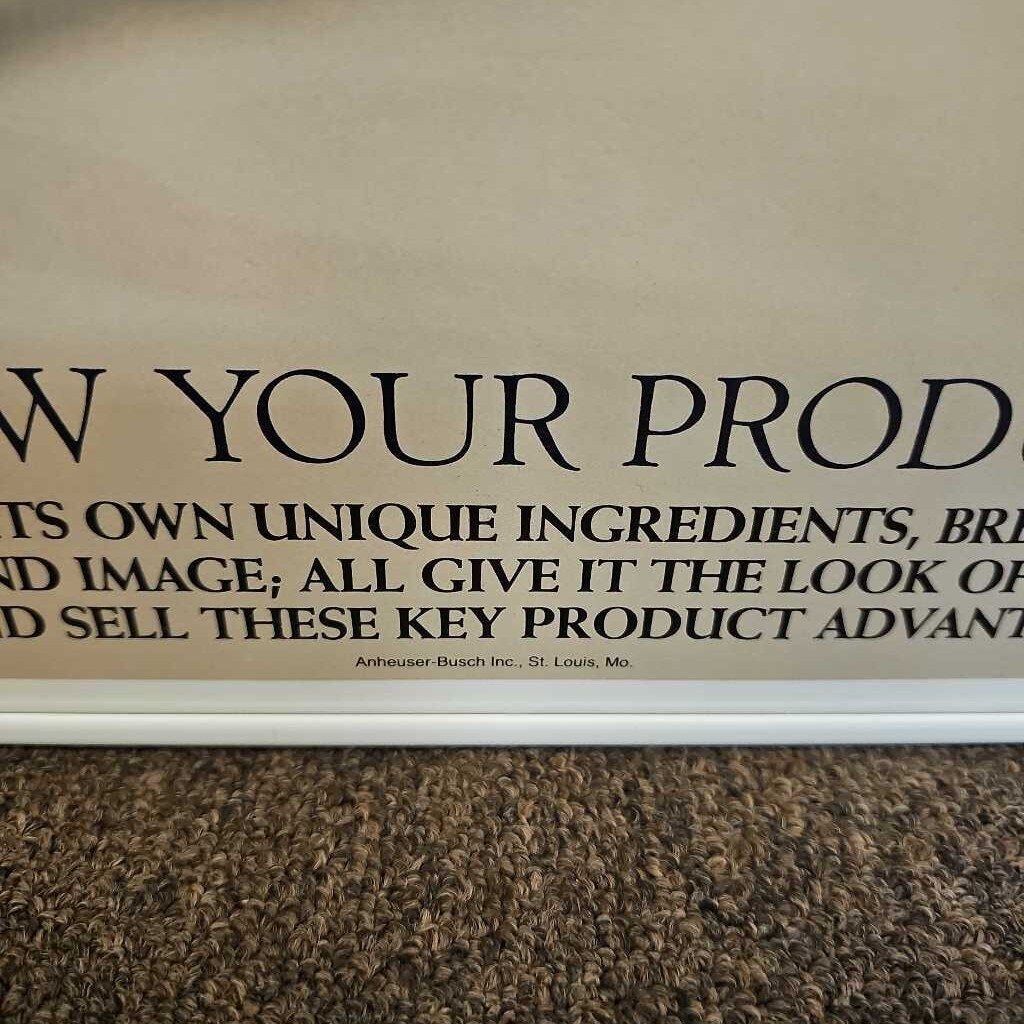 W YOUR PROD
TS OWN UNIQUE INGREDIENTS, BRE
ND IMAGE; ALL GIVE IT THE LOOK OF
D SELL THESE KEY PRODUCT ADVANT
Anheuser-Busch Inc., St. Louis, Mo.